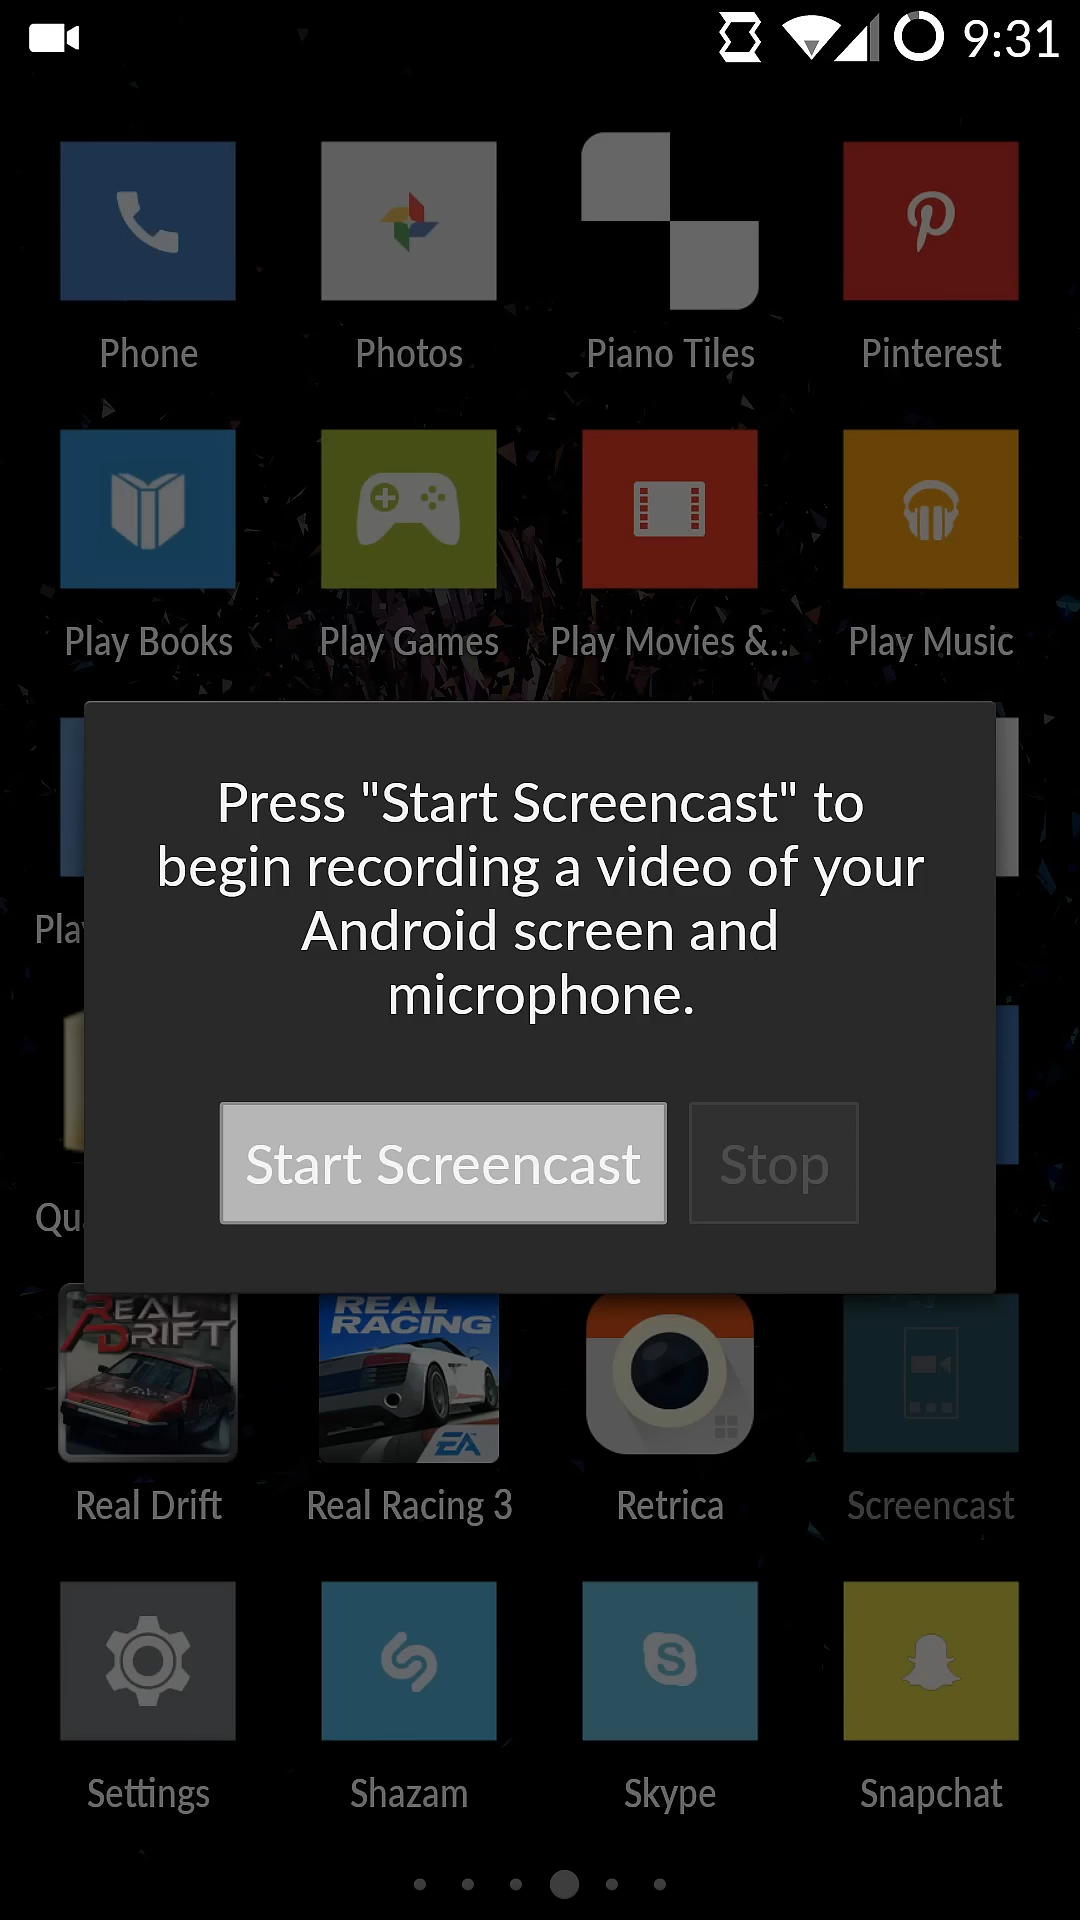 9:31
Phone Photos Piano Tiles Pinterest
Play Books Play Games Play Movies &.. Play Music
Press "Start Screencast" to
begin recording a video of your
Android screen and
microphone.
Start Screencast Stop
REAL
DRIFT
REAL
RACING
EA
Real Drift Real Racing 3 Retrica Screencast
Settings Shazam Skype Snapchat